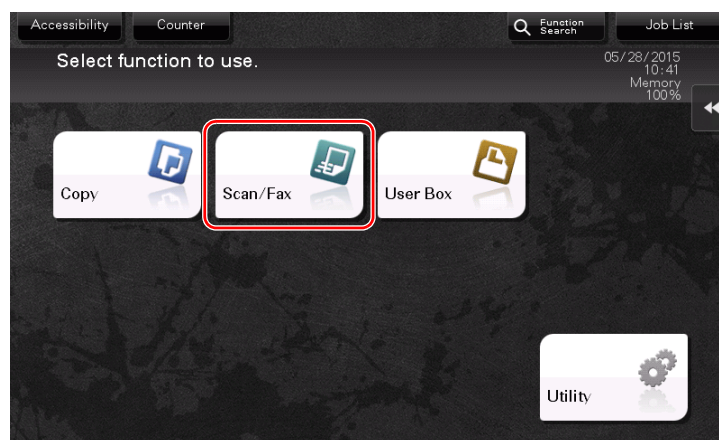 Accessibility
Counter
Function
Search
Job List
Select function to use.
05/28/2015
10:41
Memory
100%
Copy
Scan/Fax
User Box
Utility